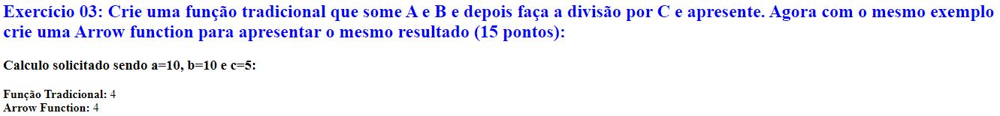 Exercício 03: Crie uma função tradicional que some A e B e depois faça a divisão por C e apresente. Agora com o mesmo exemplo
crie uma Arrow function para apresentar o mesmo resultado (15 pontos):
Calculo solicitado sendo a=10, b=10 e c=5:
Função Tradicional: 4
Arrow Function: 4